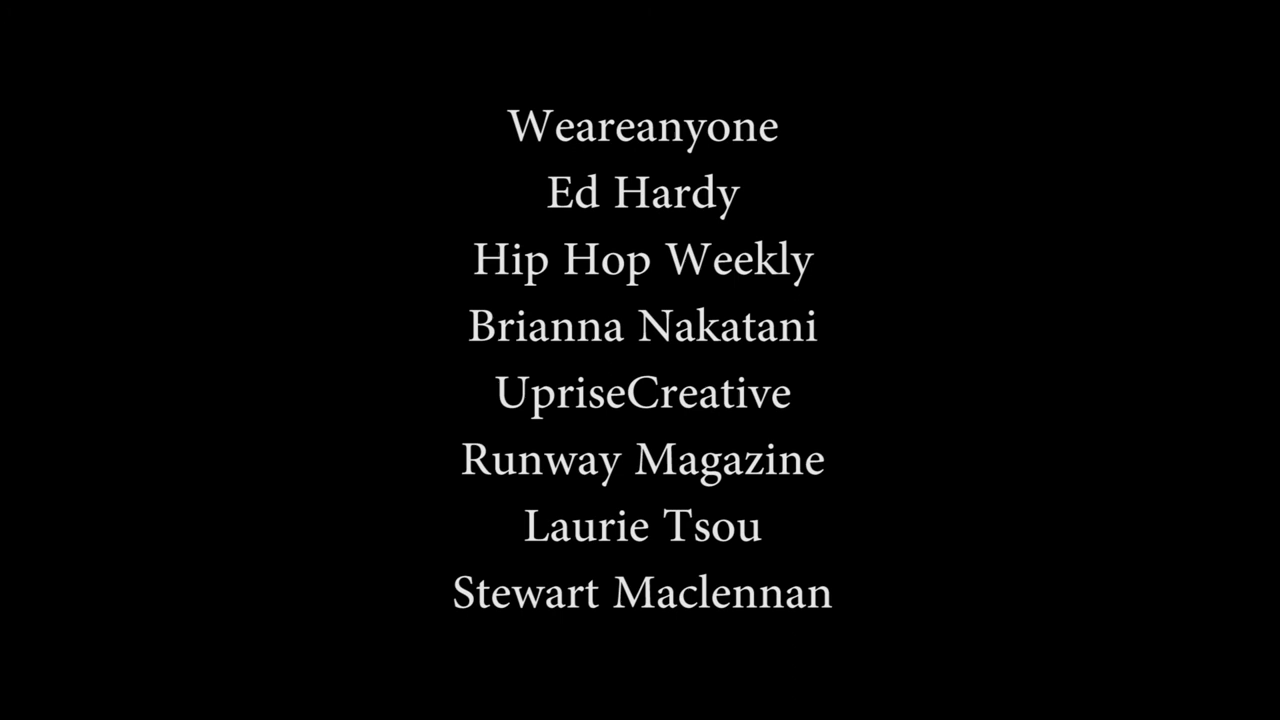 Weareanyone
Ed Hardy
Hip Hop Weekly
Brianna Nakatani
UpriseCreative
Runway Magazine
Laurie Tsou
Stewart Maclennan